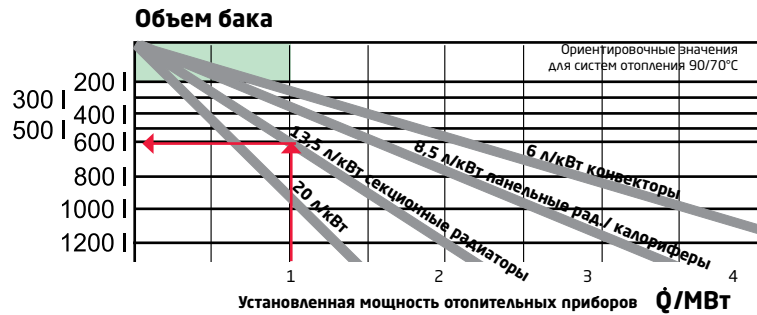 Объем бака
Ориентировочные значения
для систем отопления 90/70°C
200 l
300 l
400 l
500 l
600 l
800 l
1000 l
1200 l
6 л/кВт конвекторы
8,5 л/кВт панельные рад./ калориферы
13,5 л/кВт секционные радиаторы
20 л/кВт
1
2
3
4
Установленная мощность отопительных приборов Q̇/МВт